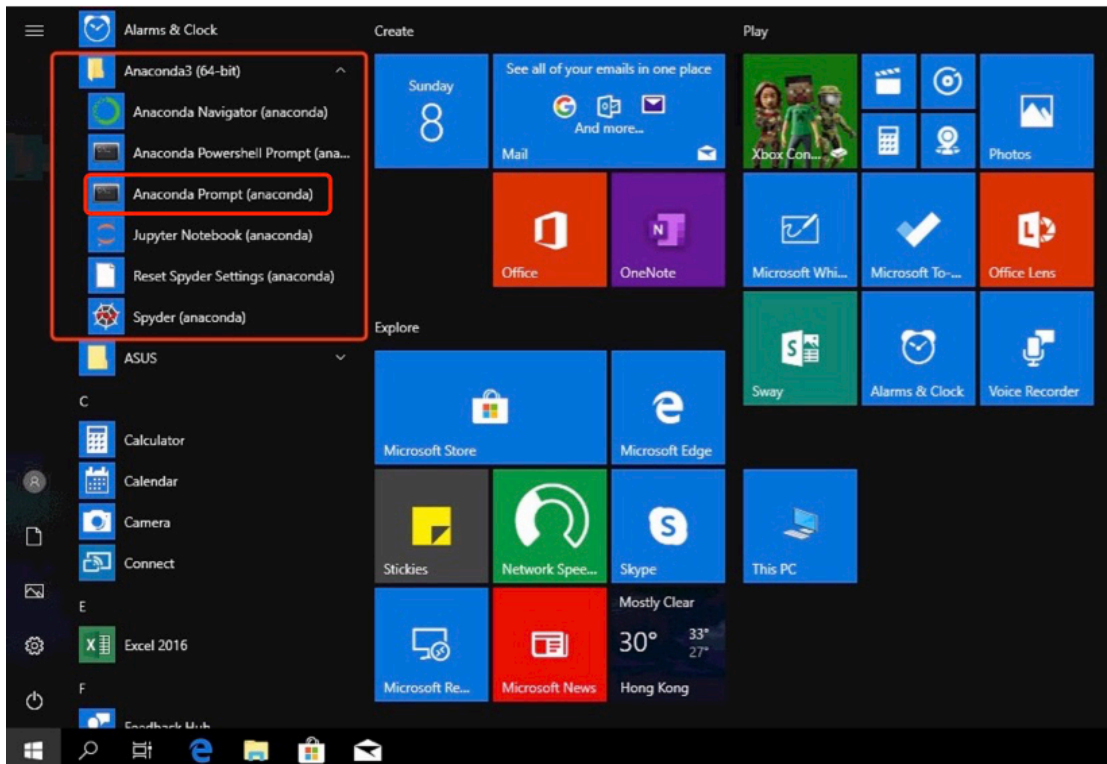 Alarms & Clock
Anaconda3 (64-bit)
Anaconda Navigator (anaconda)
Anaconda Powershell Prompt (ana...
Anaconda Prompt (anaconda)
Jupyter Notebook (anaconda)
Reset Spyder Settings (anaconda)
Spyder (anaconda)
ASUS
C
Calculator
Calendar
Camera
Connect
E
Excel 2016
F
Feedback Hub
Create
Sunday
8
See all of your emails in one place
And more...
Mail
Office
OneNote
N
Explore
Microsoft Store
Microsoft Edge
Stickies
Network Spee...
Skype
S
Microsoft Re...
Microsoft News
Mostly Clear
30°
33°
27°
Hong Kong
Play
Xbox Con...
Photos
Microsoft Whi...
Microsoft To-...
Office Lens
Sway
S
Alarms & Clock
Voice Recorder
This PC